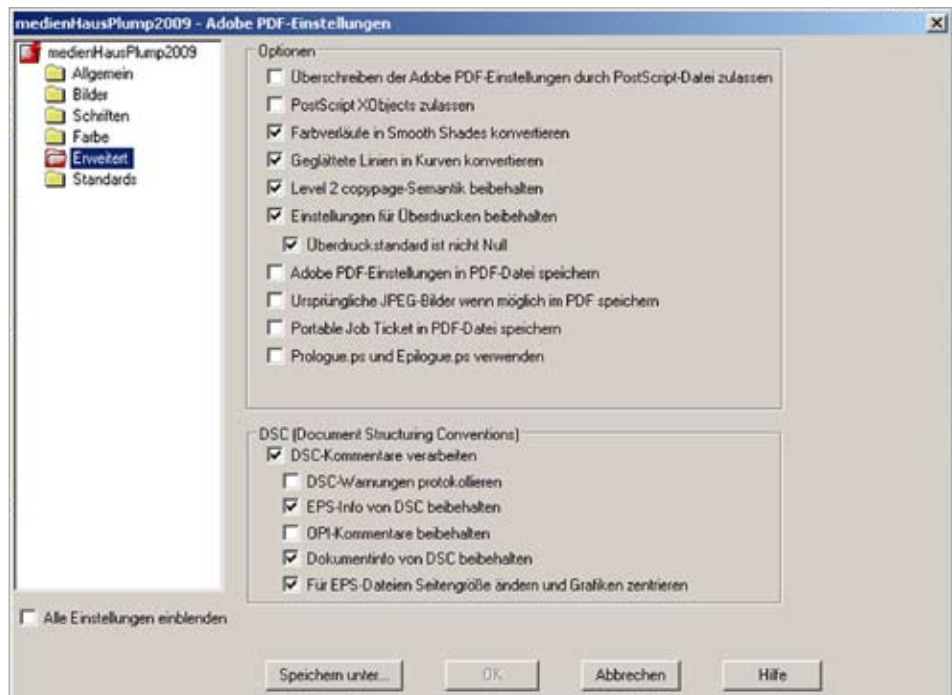 medienHausPlump2009 - Adobe PDF-Einstellungen
medienHausPlump2009
Allgemein
Bilder
Schriften
Farbe
Erweitert
Standards
Optionen
Überschreiben der Adobe PDF-Einstellungen durch PostScript-Datei zulassen
PostScript XObjects zulassen
Farbverläufe in Smooth Shades konvertieren
Geglättete Linien in Kurven konvertieren
Level 2 copypage-Semantik beibehalten
Einstellungen für Überdrucken beibehalten
Überdruckstandard ist nicht Null
Adobe PDF-Einstellungen in PDF-Datei speichern
Ursprüngliche JPEG-Bilder wenn möglich im PDF speichern
Portable Job Ticket in PDF-Datei speichern
Prologue.ps und Epilogue.ps verwenden
DSC (Document Structuring Conventions)
DSC-Kommentare verarbeiten
DSC-Warnungen protokollieren
EPS-Info von DSC beibehalten
OPI-Kommentare beibehalten
Dokumentinfo von DSC beibehalten
Für EPS-Dateien Seitengröße ändern und Grafiken zentrieren
Alle Einstellungen einblenden
Speichern unter...
OK
Abbrechen
Hilfe